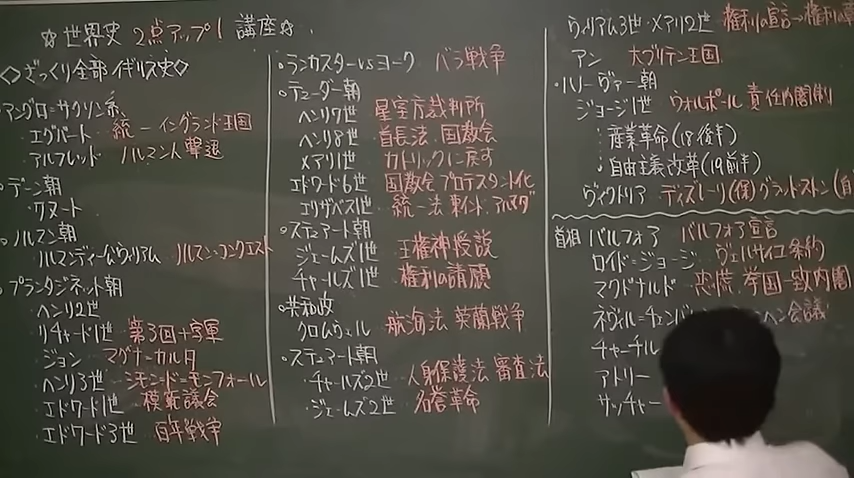 ☆世界史 2点アップ! 講座☆
◇ざっくり全部イギリス史◇
・アングロ=サクソン系
エグバート 統一イングランド王国
アルフレッド ノルマン人撃退
・デーン朝
・クヌート
・ノルマン朝
・ノルマンディー公ウィリアム ノルマン・コンクェスト
・プランタジネット朝
・ヘンリ2世
・リチャード1世 第3回十字軍
・ジョン マグナ=カルタ
・ヘンリ3世 シモン=ド=モンフォール
・エドワード1世 模範議会
・エドワード3世 百年戦争
・ランカスター vs ヨーク バラ戦争
・テューダー朝
ヘンリ7世 星室庁裁判所
ヘンリ8世 首長法 国教会
メアリ1世 カトリックに戻す
エドワード6世 国教会プロテスタント化
エリザベス1世 統一法 東インド アルマダ
・ステュアート朝
ジェームズ1世 王権神授説
チャールズ1世 権利の請願
・共和政
クロムウェル 航海法 英蘭戦争
・ステュアート朝
・チャールズ2世 人身保護法 審査法
・ジェームズ2世 名誉革命
ウィリアム3世・メアリ2世 権利の宣言→権利の章
アン 大ブリテン王国
・ハノーヴァー朝
ジョージ1世 ウォルポール 責任内閣制
産業革命(18後半)
自由主義改革(19前半)
ヴィクトリア ディズレーリ(保)グラッドストン(自
首相 バルフォア バルフォア宣言
ロイド=ジョージ ヴェルサイユ条約
マクドナルド 恐慌 挙国一致内閣
ネヴィル=チェンバ ヘン会議
チャーチル
アトリー
サッチャー